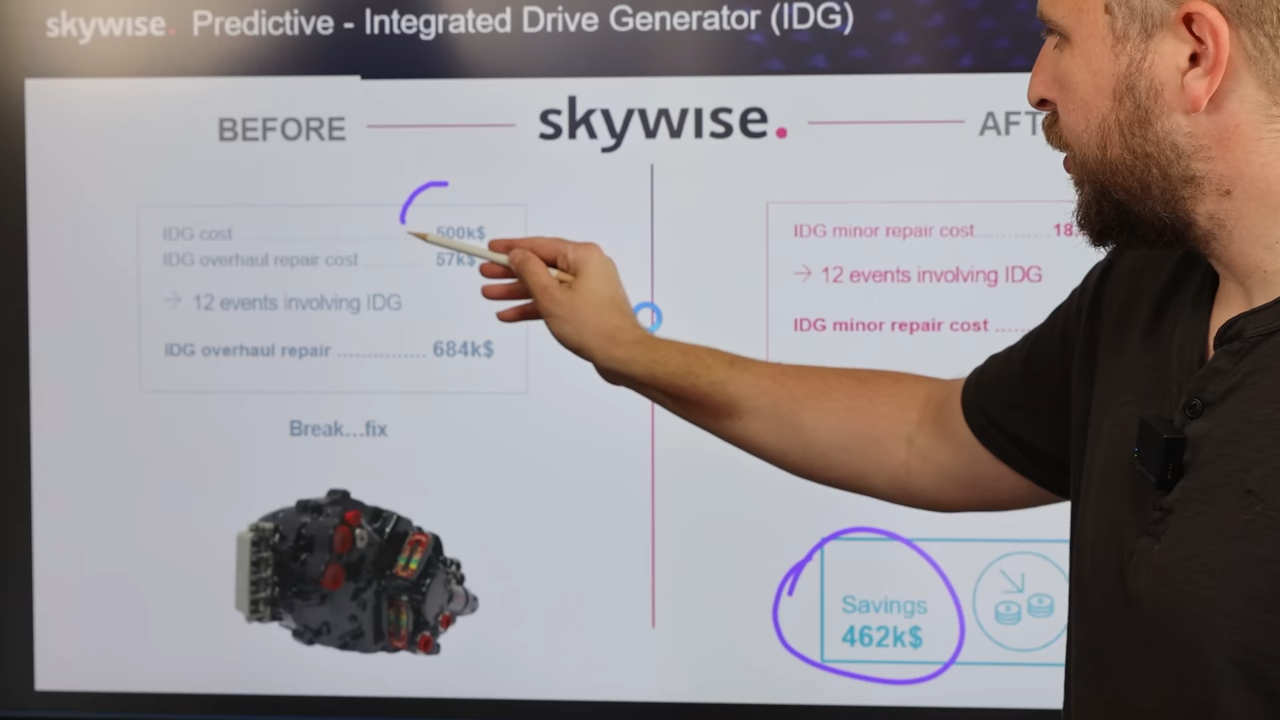 skywise. Predictive - Integrated Drive Generator (IDG)
BEFORE
skywise.
IDG cost 500k$
IDG overhaul repair cost 57k$
→ 12 events involving IDG
IDG overhaul repair .............. 684k$
Break...fix
IDG minor repair cost............... 18.
→ 12 events involving IDG
IDG minor repair cost ......
Savings
462k$